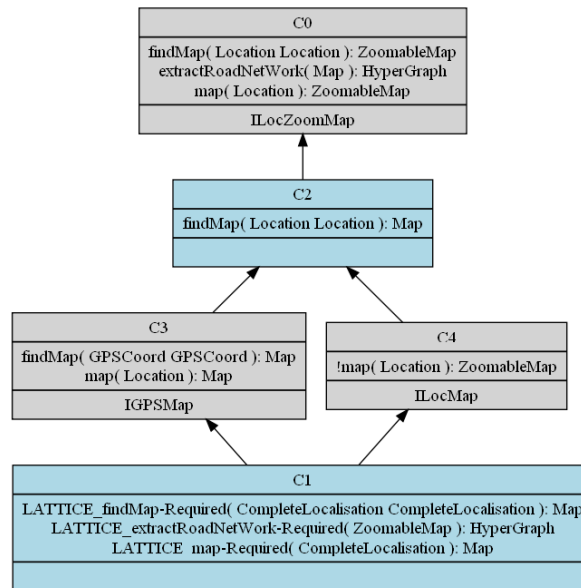 C0
findMap( Location Location ): ZoomableMap
extractRoadNetWork( Map ): HyperGraph
map( Location ): ZoomableMap
ILocZoomMap
C2
findMap( Location Location ): Map
C3
findMap( GPSCoord GPSCoord ): Map
map( Location ): Map
IGPSMap
C4
!map( Location ): ZoomableMap
ILocMap
C1
LATTICE_findMap-Required( CompleteLocalisation CompleteLocalisation ): Map
LATTICE_extractRoadNetWork-Required( ZoomableMap ): HyperGraph
LATTICE_map-Required( CompleteLocalisation ): Map